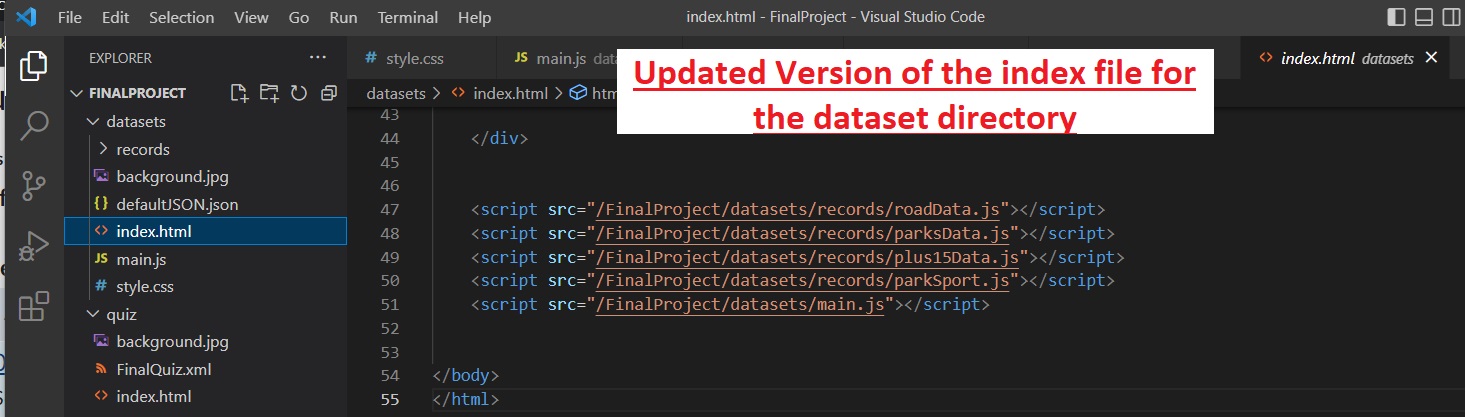 File Edit Selection View Go Run Terminal Help index.html - FinalProject - Visual Studio Code
EXPLORER ...
# style.css JS main.js <> index.html datasets
Updated Version of the index file for
the dataset directory
FINALPROJECT
datasets > <> index.html >
datasets
records
background.jpg
{} defaultJSON.json
<> index.html
JS main.js
# style.css
quiz
background.jpg
FinalQuiz.xml
<> index.html
43
44 </div>
45
46
47 <script src="/FinalProject/datasets/records/roadData.js"></script>
48 <script src="/FinalProject/datasets/records/parksData.js"></script>
49 <script src="/FinalProject/datasets/records/plus15Data.js"></script>
50 <script src="/FinalProject/datasets/records/parkSport.js"></script>
51 <script src="/FinalProject/datasets/main.js"></script>
52
53
54 </body>
55 </html>